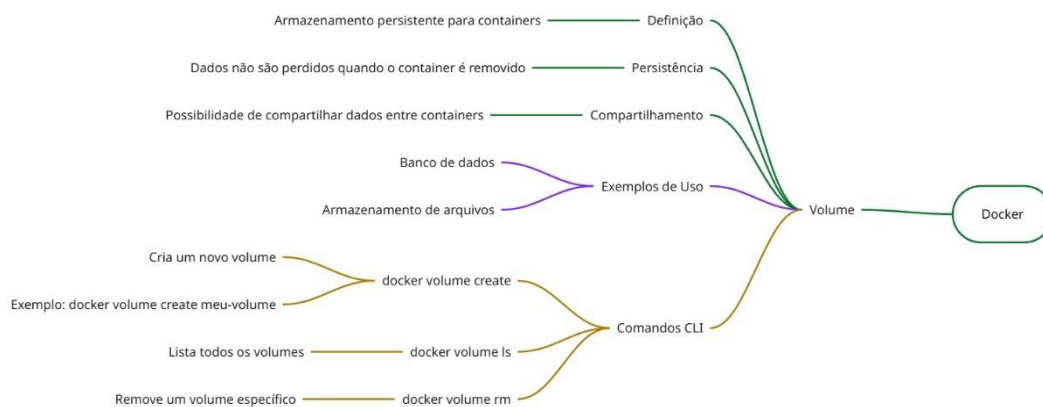 Armazenamento persistente para containers
Definição
Dados não são perdidos quando o container é removido
Persistência
Possibilidade de compartilhar dados entre containers
Compartilhamento
Banco de dados
Exemplos de Uso
Armazenamento de arquivos
Volume
Docker
Cria um novo volume
docker volume create
Exemplo: docker volume create meu-volume
Comandos CLI
Lista todos os volumes
docker volume ls
Remove um volume específico
docker volume rm